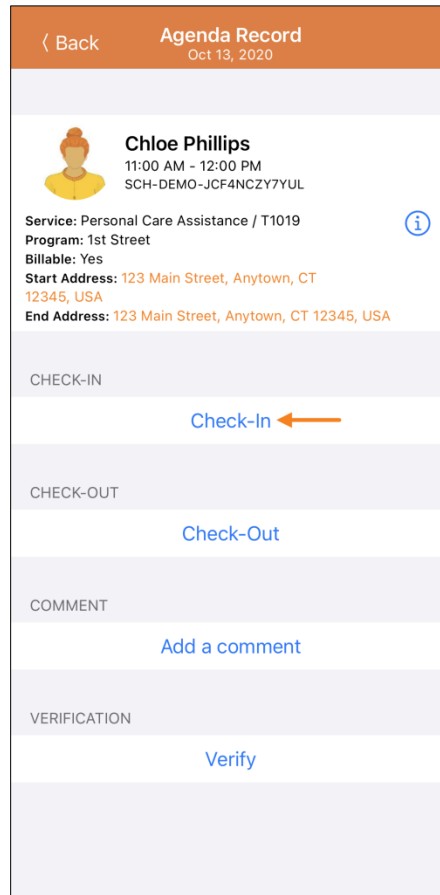 Back
Agenda Record
Oct 13, 2020
Chloe Phillips
11:00 AM - 12:00 PM
SCH-DEMO-JCF4NCZY7YUL
Service: Personal Care Assistance / T1019
Program: 1st Street
Billable: Yes
Start Address: 123 Main Street, Anytown, CT
12345, USA
End Address: 123 Main Street, Anytown, CT 12345, USA
CHECK-IN
Check-In
CHECK-OUT
Check-Out
COMMENT
Add a comment
VERIFICATION
Verify